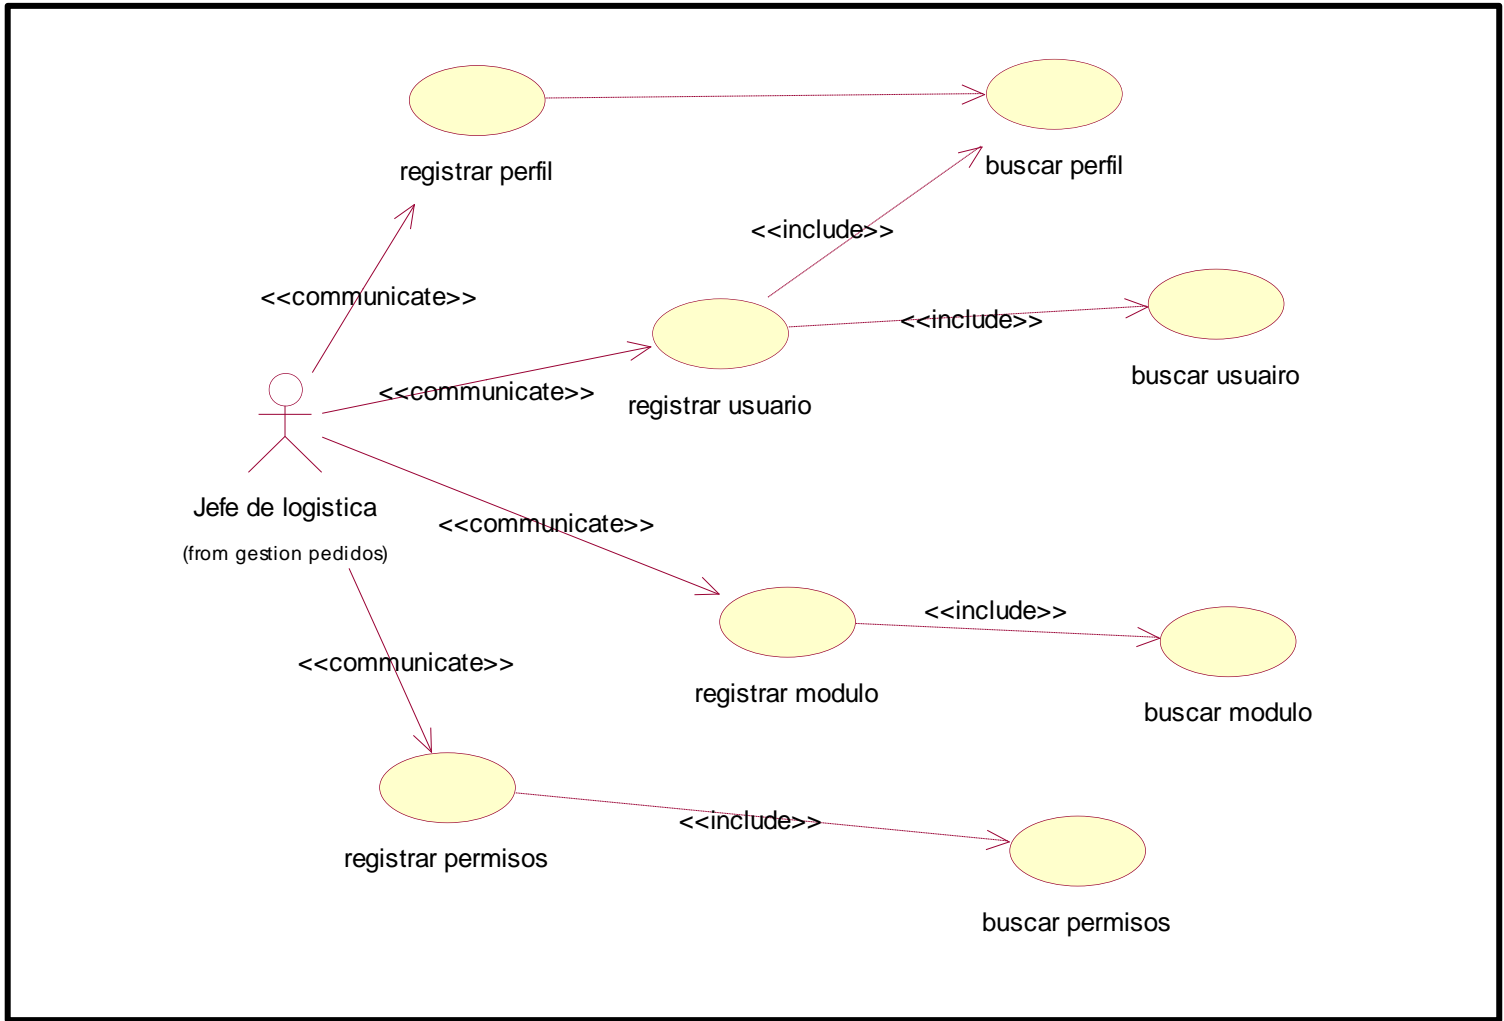 registrar perfil
buscar perfil
<<include>>
<<communicate>>
<<include>>
buscar usuairo
<<communicate>>
registrar usuario
Jefe de logistica
(from gestion pedidos)
<<communicate>>
<<include>>
<<communicate>>
registrar modulo
buscar modulo
<<include>>
registrar permisos
buscar permisos